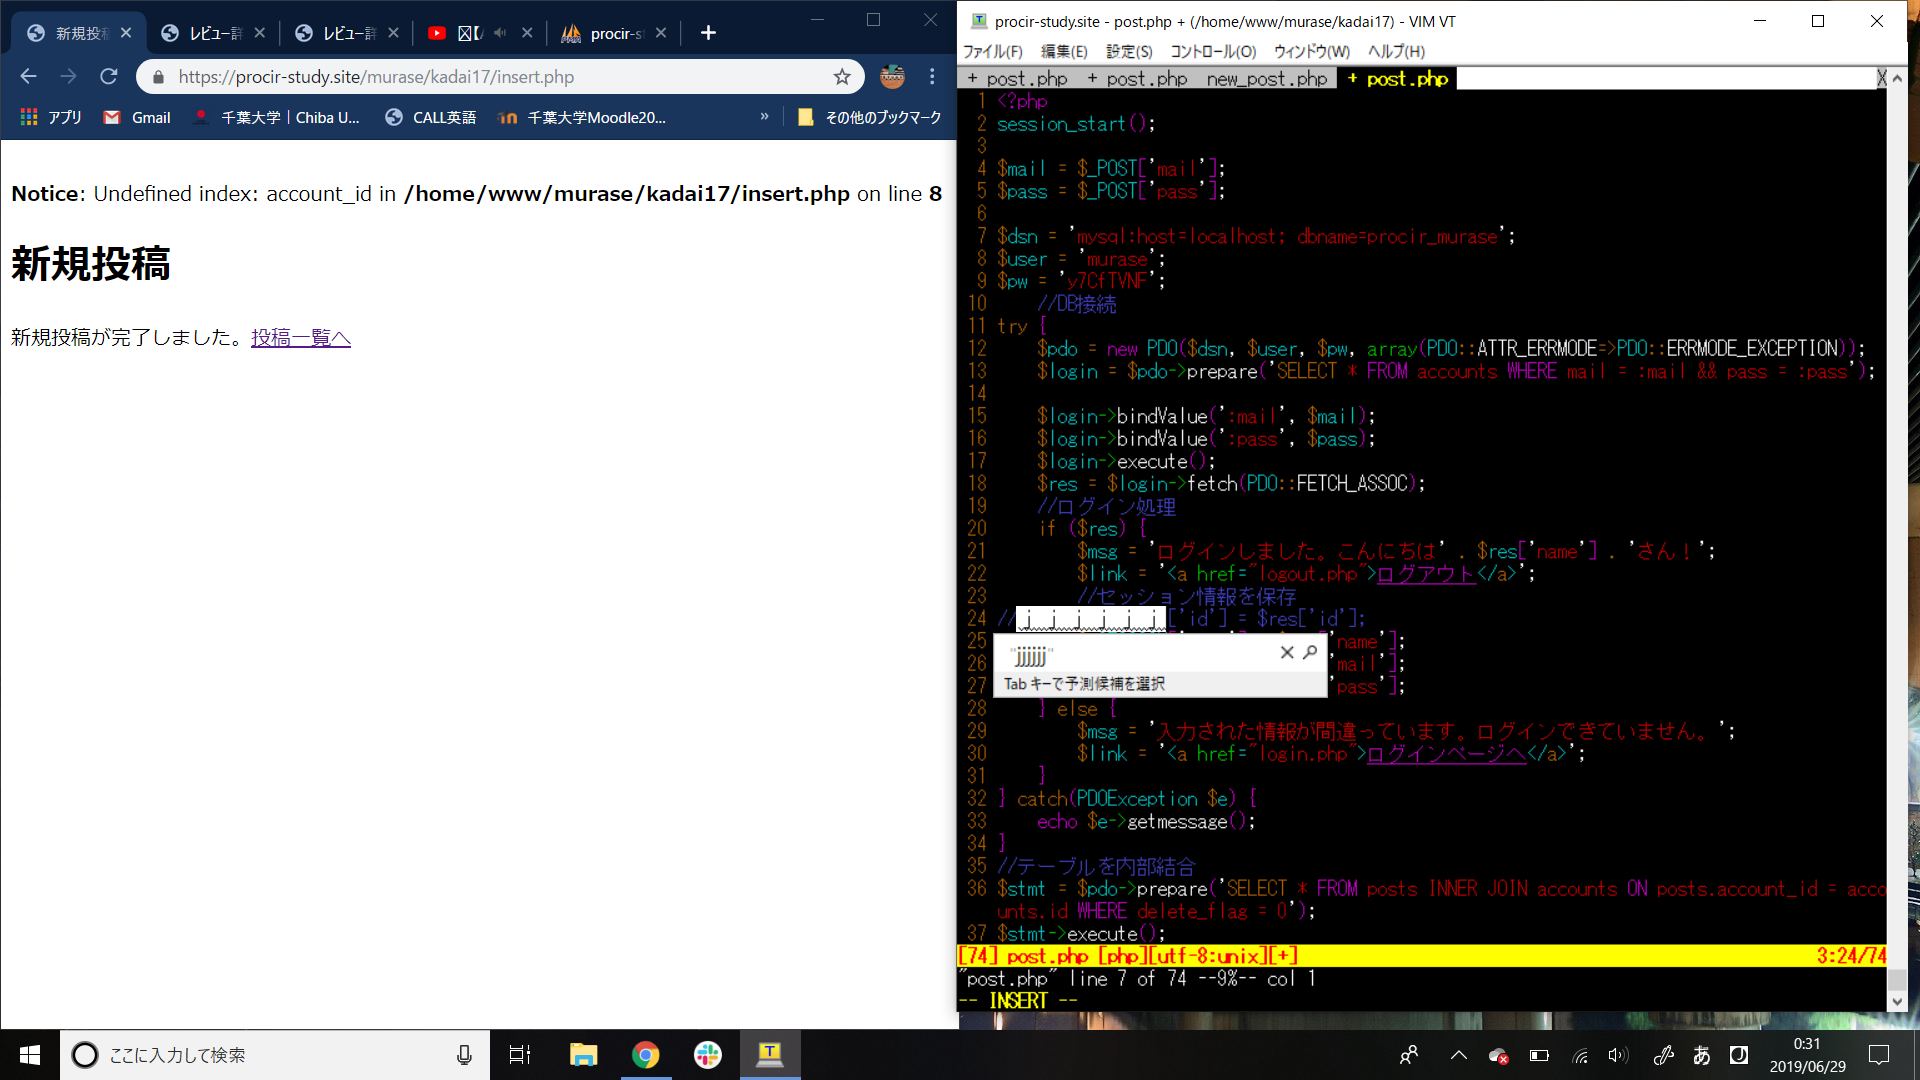 新規投稿
レビュー詳
レビュー詳
procir-s
https://procir-study.site/murase/kadai17/insert.php
アプリ
Gmail
千葉大学 | Chiba U...
CALL英語
千葉大学Moodle20...
»
その他のブックマーク
Notice: Undefined index: account_id in /home/www/murase/kadai17/insert.php on line 8
新規投稿
新規投稿が完了しました。投稿一覧へ
procir-study.site - post.php + (/home/www/murase/kadai17) - VIM VT
ファイル(F) 編集(E) 設定(S) コントロール(O) ウィンドウ(W) ヘルプ(H)
+ post.php + post.php new_post.php + post.php X
1 <?php
2 session_start();
3
4 $mail = $_POST['mail'];
5 $pass = $_POST['pass'];
6
7 $dsn = 'mysql:host=localhost; dbname=procir_murase';
8 $user = 'murase';
9 $pw = 'y7CfTVNF';
10 //DB接続
11 try {
12 $pdo = new PDO($dsn, $user, $pw, array(PDO::ATTR_ERRMODE=>PDO::ERRMODE_EXCEPTION));
13 $login = $pdo->prepare('SELECT * FROM accounts WHERE mail = :mail && pass = :pass');
14
15 $login->bindValue(':mail', $mail);
16 $login->bindValue(':pass', $pass);
17 $login->execute();
18 $res = $login->fetch(PDO::FETCH_ASSOC);
19 //ログイン処理
20 if ($res) {
21 $msg = 'ログインしました。こんにちは' . $res['name'] . 'さん！';
22 $link = '<a href="logout.php">ログアウト</a>';
23 //セッション情報を保存
24 //ｊｊｊｊｊｊ['id'] = $res['id'];
25 'name'];
26 'mail'];
27 'pass'];
"jjjjjj"
Tab キーで予測候補を選択
28 } else {
29 $msg = '入力された情報が間違っています。ログインできていません。';
30 $link = '<a href="login.php">ログインページへ</a>';
31 }
32 } catch(PDOException $e) {
33 echo $e->getmessage();
34 }
35 //テーブルを内部結合
36 $stmt = $pdo->prepare('SELECT * FROM posts INNER JOIN accounts ON posts.account_id = acco
unts.id WHERE delete_flag = 0');
37 $stmt->execute();
[74] post.php [php][utf-8:unix][+] 3:24/74
"post.php" line 7 of 74 --9%-- col 1
-- INSERT --
ここに入力して検索
あ
0:31
2019/06/29